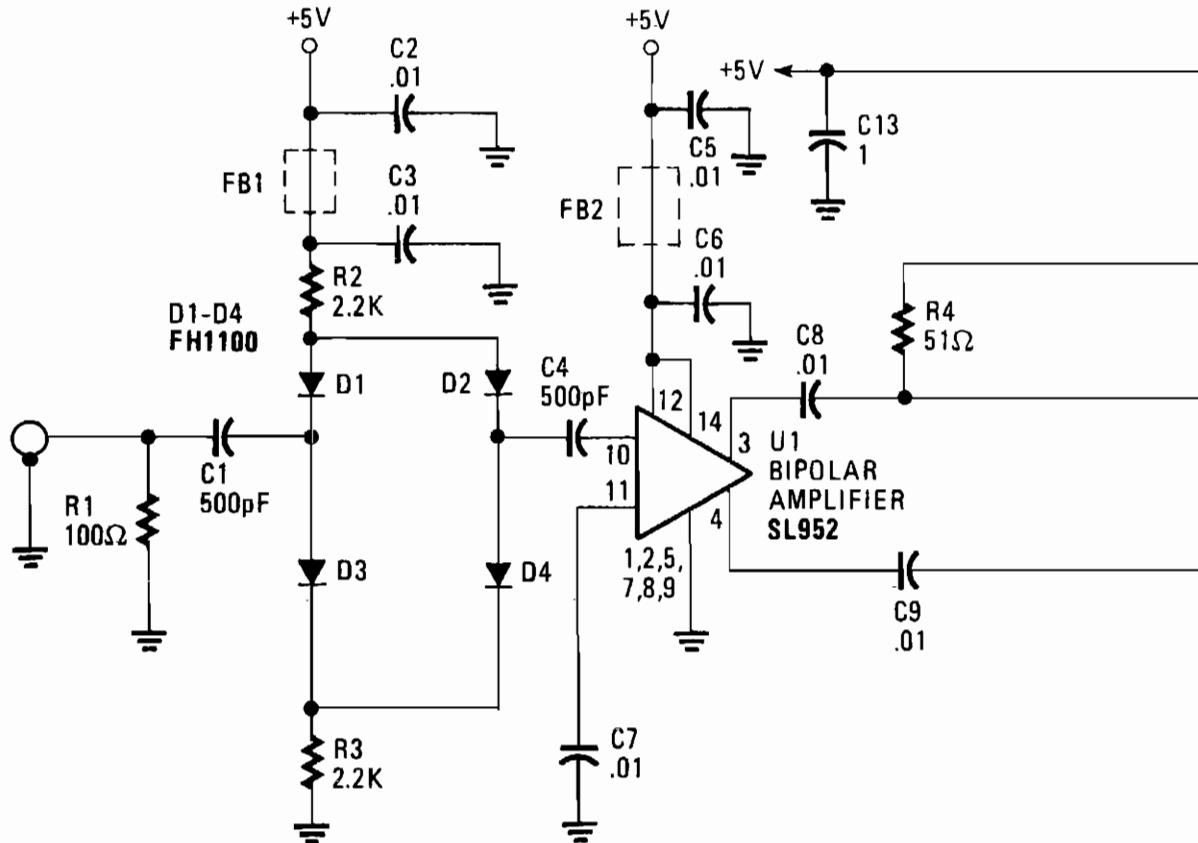 +5V
C2
.01
FB1
C3
.01
R2
2.2K
D1-D4
FH1100
D1
D2
C1
500pF
R1
100Ω
D3
D4
R3
2.2K
C4
500pF
+5V
C5
.01
FB2
C6
.01
12
14
10
11
3
4
1,2,5,
7,8,9
U1
BIPOLAR
AMPLIFIER
SL952
C7
.01
C8
.01
C9
.01
+5V
C13
1
R4
51Ω